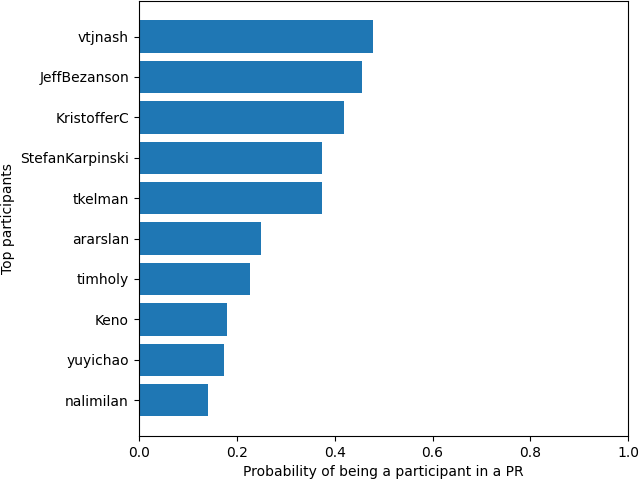 vtjnash
JeffBezanson
KristofferC
StefanKarpinski
tkelman
ararslan
timholy
Keno
yuyichao
nalimilan
Top participants
0.0 0.2 0.4 0.6 0.8 1.0
Probability of being a participant in a PR